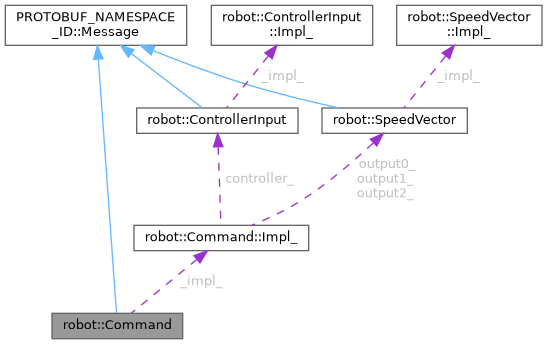 PROTOBUF_NAMESPACE
_ID::Message
robot::ControllerInput
::Impl_
robot::SpeedVector
::Impl_
_impl_
_impl_
robot::ControllerInput
robot::SpeedVector
controller_
output0_
output1_
output2_
robot::Command::Impl_
_impl_
robot::Command